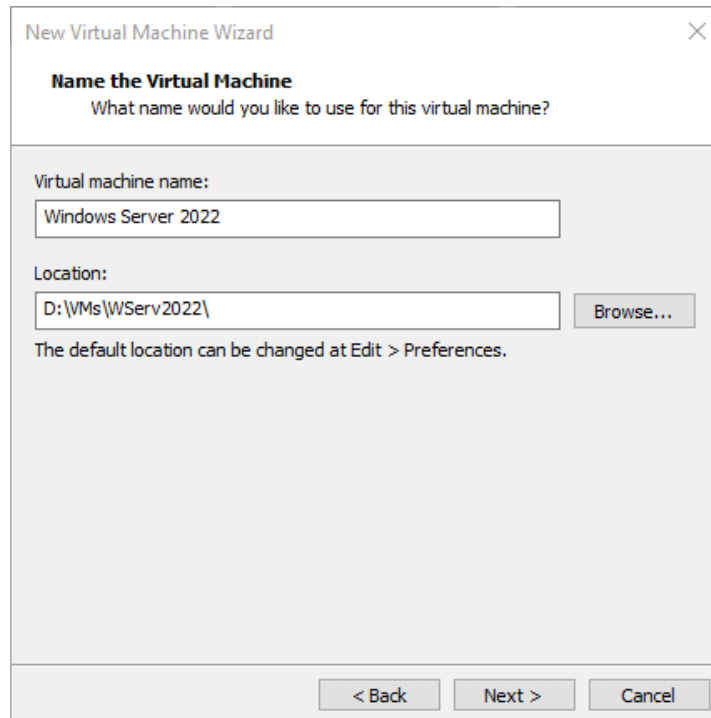 New Virtual Machine Wizard
Name the Virtual Machine
What name would you like to use for this virtual machine?
Virtual machine name:
Windows Server 2022
Location:
D:\VMs\WServ2022\
Browse...
The default location can be changed at Edit > Preferences.
< Back
Next >
Cancel